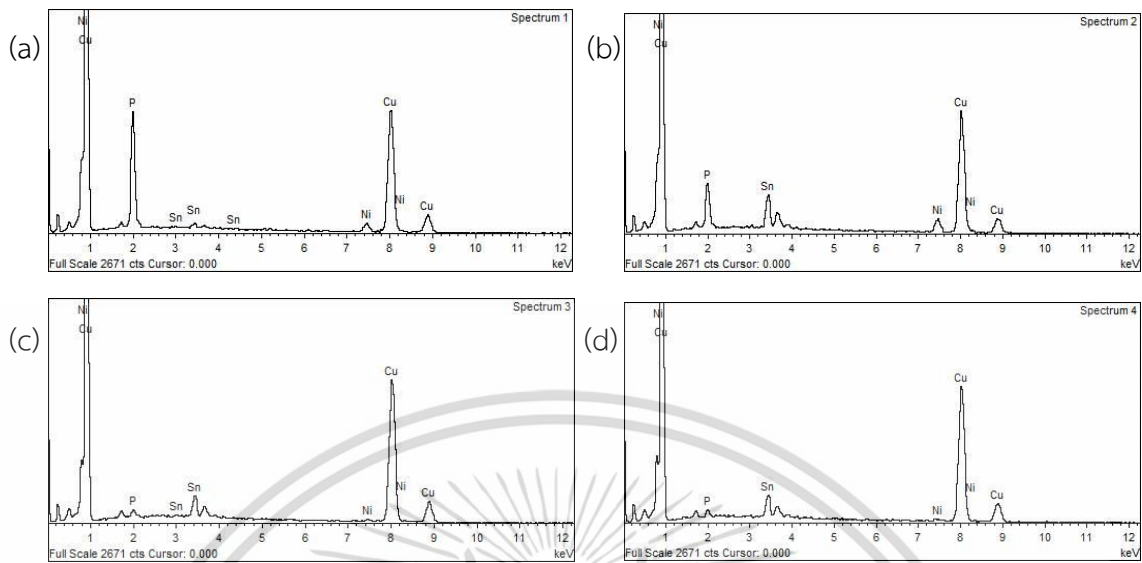 (a)
Spectrum 1
Ni
Cu
P
Cu
Sn
Sn
Sn
Ni
Ni
Cu
1 2 3 4 5 6 7 8 9 10 11 12
Full Scale 2671 cts Cursor: 0.000
keV
(b)
Spectrum 2
Ni
Cu
Cu
P
Sn
Ni
Ni
Cu
1 2 3 4 5 6 7 8 9 10 11 12
Full Scale 2671 cts Cursor: 0.000
keV
(c)
Spectrum 3
Ni
Cu
Cu
P
Sn
Sn
Ni
Ni
Cu
1 2 3 4 5 6 7 8 9 10 11 12
Full Scale 2671 cts Cursor: 0.000
keV
(d)
Spectrum 4
Ni
Cu
Cu
P
Sn
Ni
Ni
Cu
1 2 3 4 5 6 7 8 9 10 11 12
Full Scale 2671 cts Cursor: 0.000
keV